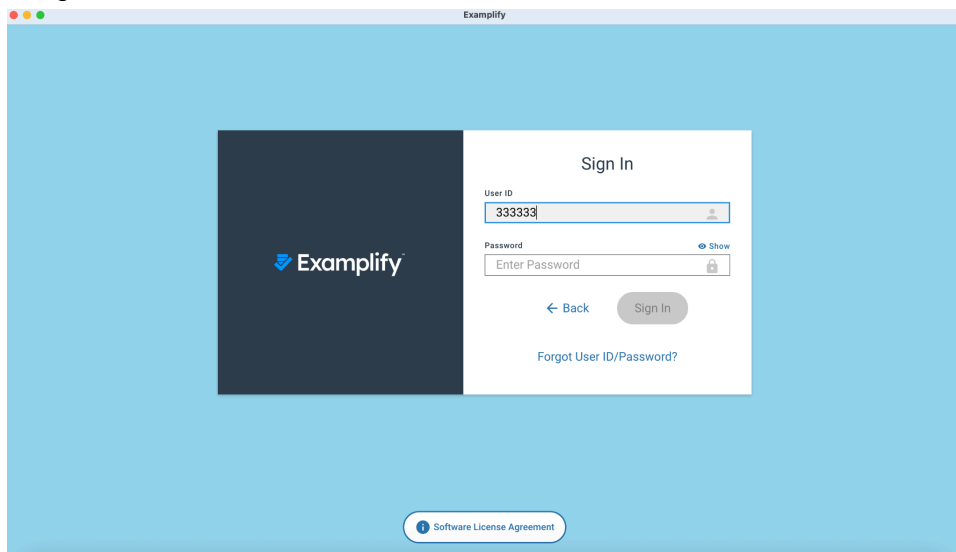 Examplify
Sign In
User ID
333333
Password
Show
Enter Password
Examplify™
← Back
Sign In
Forgot User ID/Password?
Software License Agreement